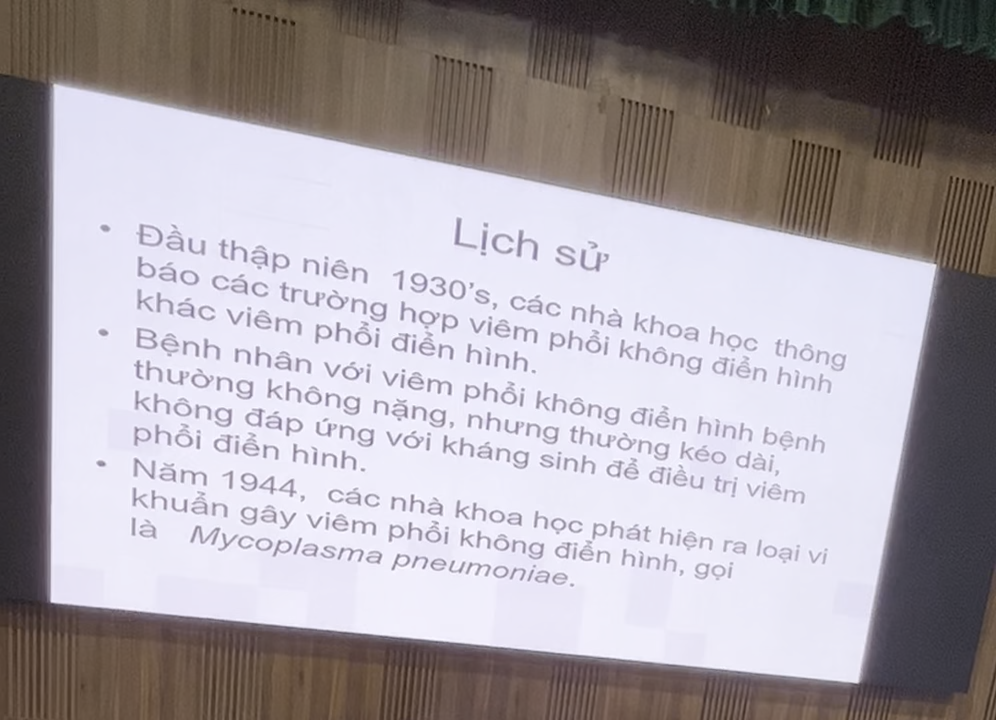 Lịch sử
• Đầu thập niên 1930's, các nhà khoa học thông
báo các trường hợp viêm phổi không điển hình
khác viêm phổi điển hình.
• Bệnh nhân với viêm phổi không điển hình bệnh
thường không nặng, nhưng thường kéo dài,
không đáp ứng với kháng sinh để điều trị viêm
phổi điển hình.
• Năm 1944, các nhà khoa học phát hiện ra loại vi
khuẩn gây viêm phổi không điển hình, gọi
là Mycoplasma pneumoniae.